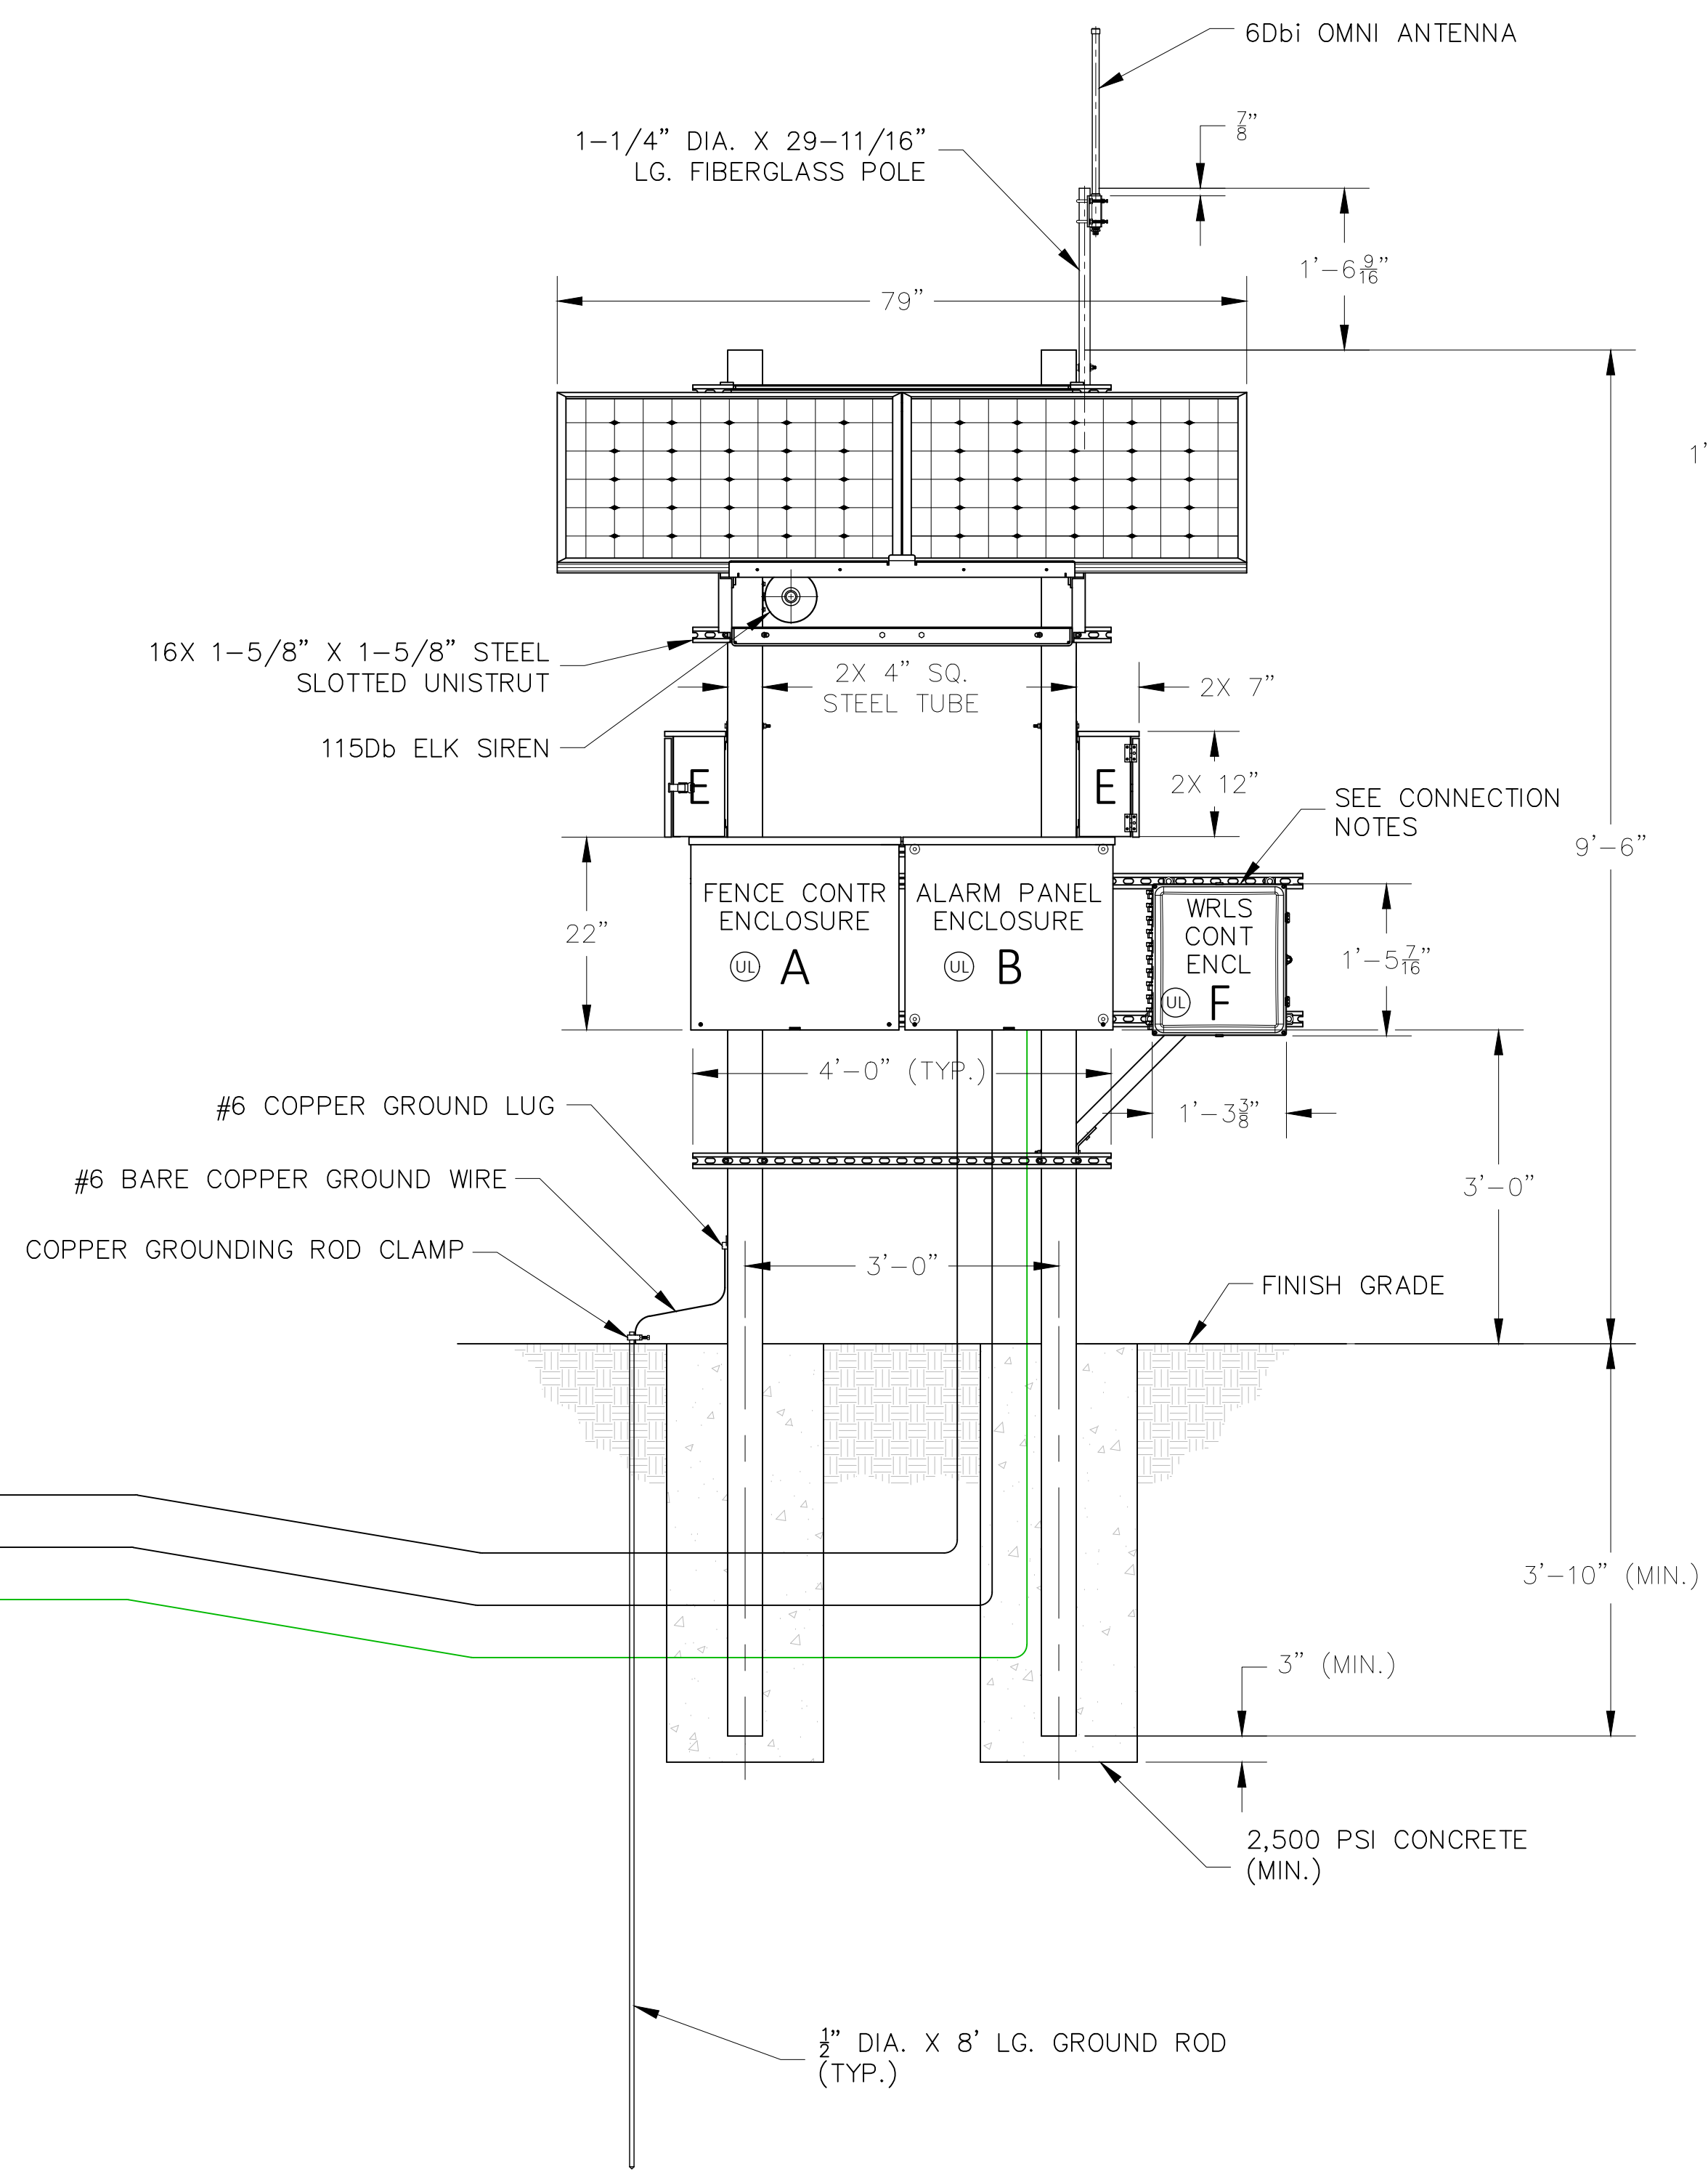 6Dbi OMNI ANTENNA
7/8"
1-1/4" DIA. X 29-11/16"
LG. FIBERGLASS POLE
1'-6 9/16"
79"
1'
16X 1-5/8" X 1-5/8" STEEL
SLOTTED UNISTRUT
2X 4" SQ.
STEEL TUBE
2X 7"
115Db ELK SIREN
E
E
2X 12"
SEE CONNECTION
NOTES
9'-6"
22"
FENCE CONTR
ENCLOSURE
UL A
ALARM PANEL
ENCLOSURE
UL B
WRLS
CONT
ENCL
UL F
1'-5 7/16"
4'-0" (TYP.)
#6 COPPER GROUND LUG
1'-3 3/8"
#6 BARE COPPER GROUND WIRE
3'-0"
COPPER GROUNDING ROD CLAMP
3'-0"
FINISH GRADE
3'-10" (MIN.)
3" (MIN.)
2,500 PSI CONCRETE
(MIN.)
1/2" DIA. X 8' LG. GROUND ROD
(TYP.)